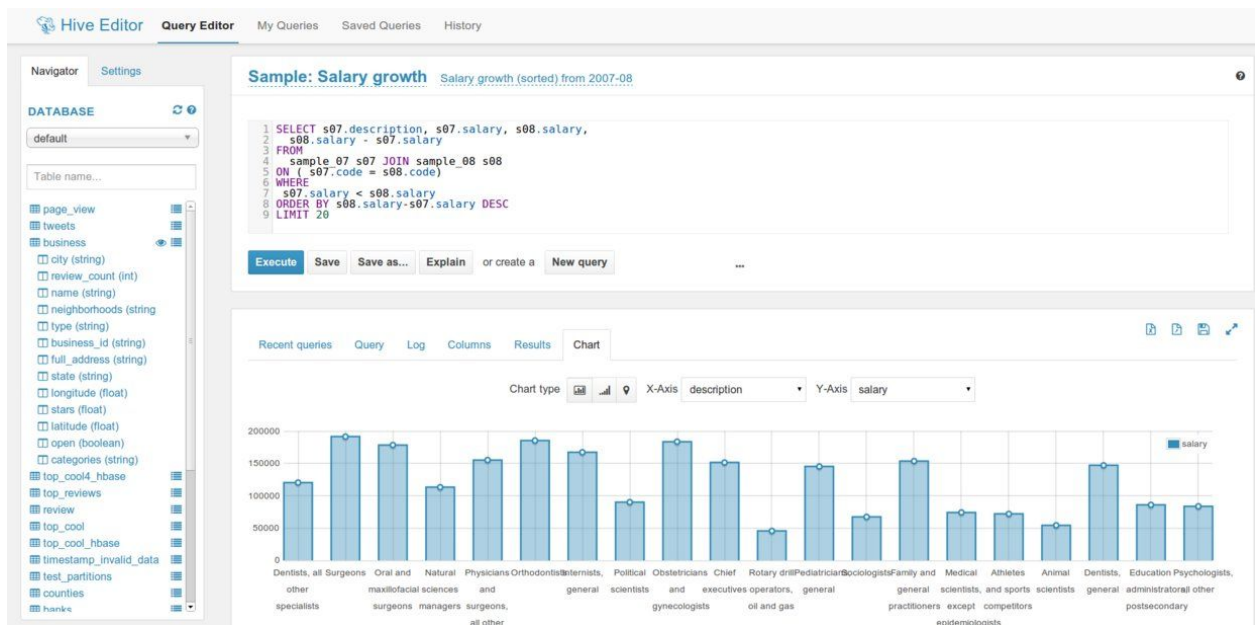 Hive Editor Query Editor My Queries Saved Queries History
Navigator Settings
DATABASE
default
Table name...
page_view
tweets
business
city (string)
review_count (int)
name (string)
neighborhoods (string
type (string)
business_id (string)
full_address (string)
state (string)
longitude (float)
stars (float)
latitude (float)
open (boolean)
categories (string)
top_cool4_hbase
top_reviews
review
top_cool
top_cool_hbase
timestamp_invalid_data
test_partitions
counties
banks
Sample: Salary growth Salary growth (sorted) from 2007-08
1 SELECT s07.description, s07.salary, s08.salary,
2 s08.salary - s07.salary
3 FROM
4 sample_07 s07 JOIN sample_08 s08
5 ON ( s07.code = s08.code)
6 WHERE
7 s07.salary < s08.salary
8 ORDER BY s08.salary-s07.salary DESC
9 LIMIT 20
Execute Save Save as... Explain or create a New query ...
Recent queries Query Log Columns Results Chart
Chart type X-Axis description Y-Axis salary
salary
200000
150000
100000
50000
0
Dentists, all Surgeons Oral and Natural Physicians Orthodontists Internists, Political Obstetricians Chief Rotary drill Pediatricians, Sociologists Family and Medical Athletes Animal Dentists, Education Psychologists,
other maxillofacial sciences and general scientists and executives operators, general general scientists, and sports scientists general administrators, all other
specialists surgeons managers surgeons, gynecologists oil and gas practitioners except competitors postsecondary
all other epidemiologists